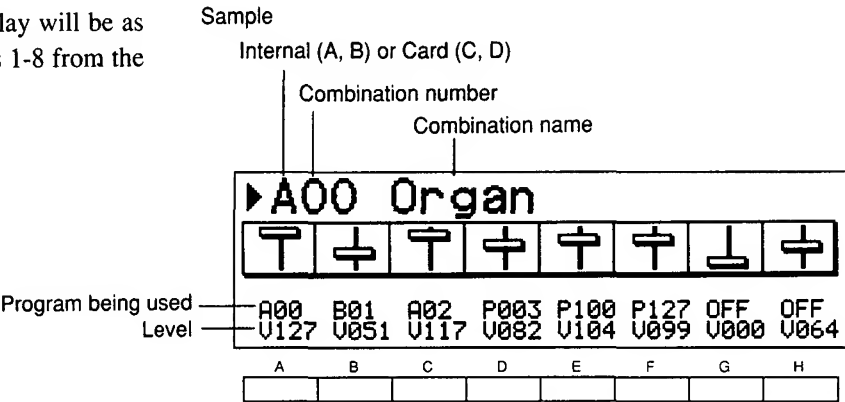 lay will be as
s 1-8 from the
Sample
Internal (A, B) or Card (C, D)
Combination number
Combination name
▶A00 Organ
Program being used
A00 B01 A02 P003 P100 P127 OFF OFF
Level
V127 V051 V117 V082 V104 V099 V000 V064
A B C D E F G H